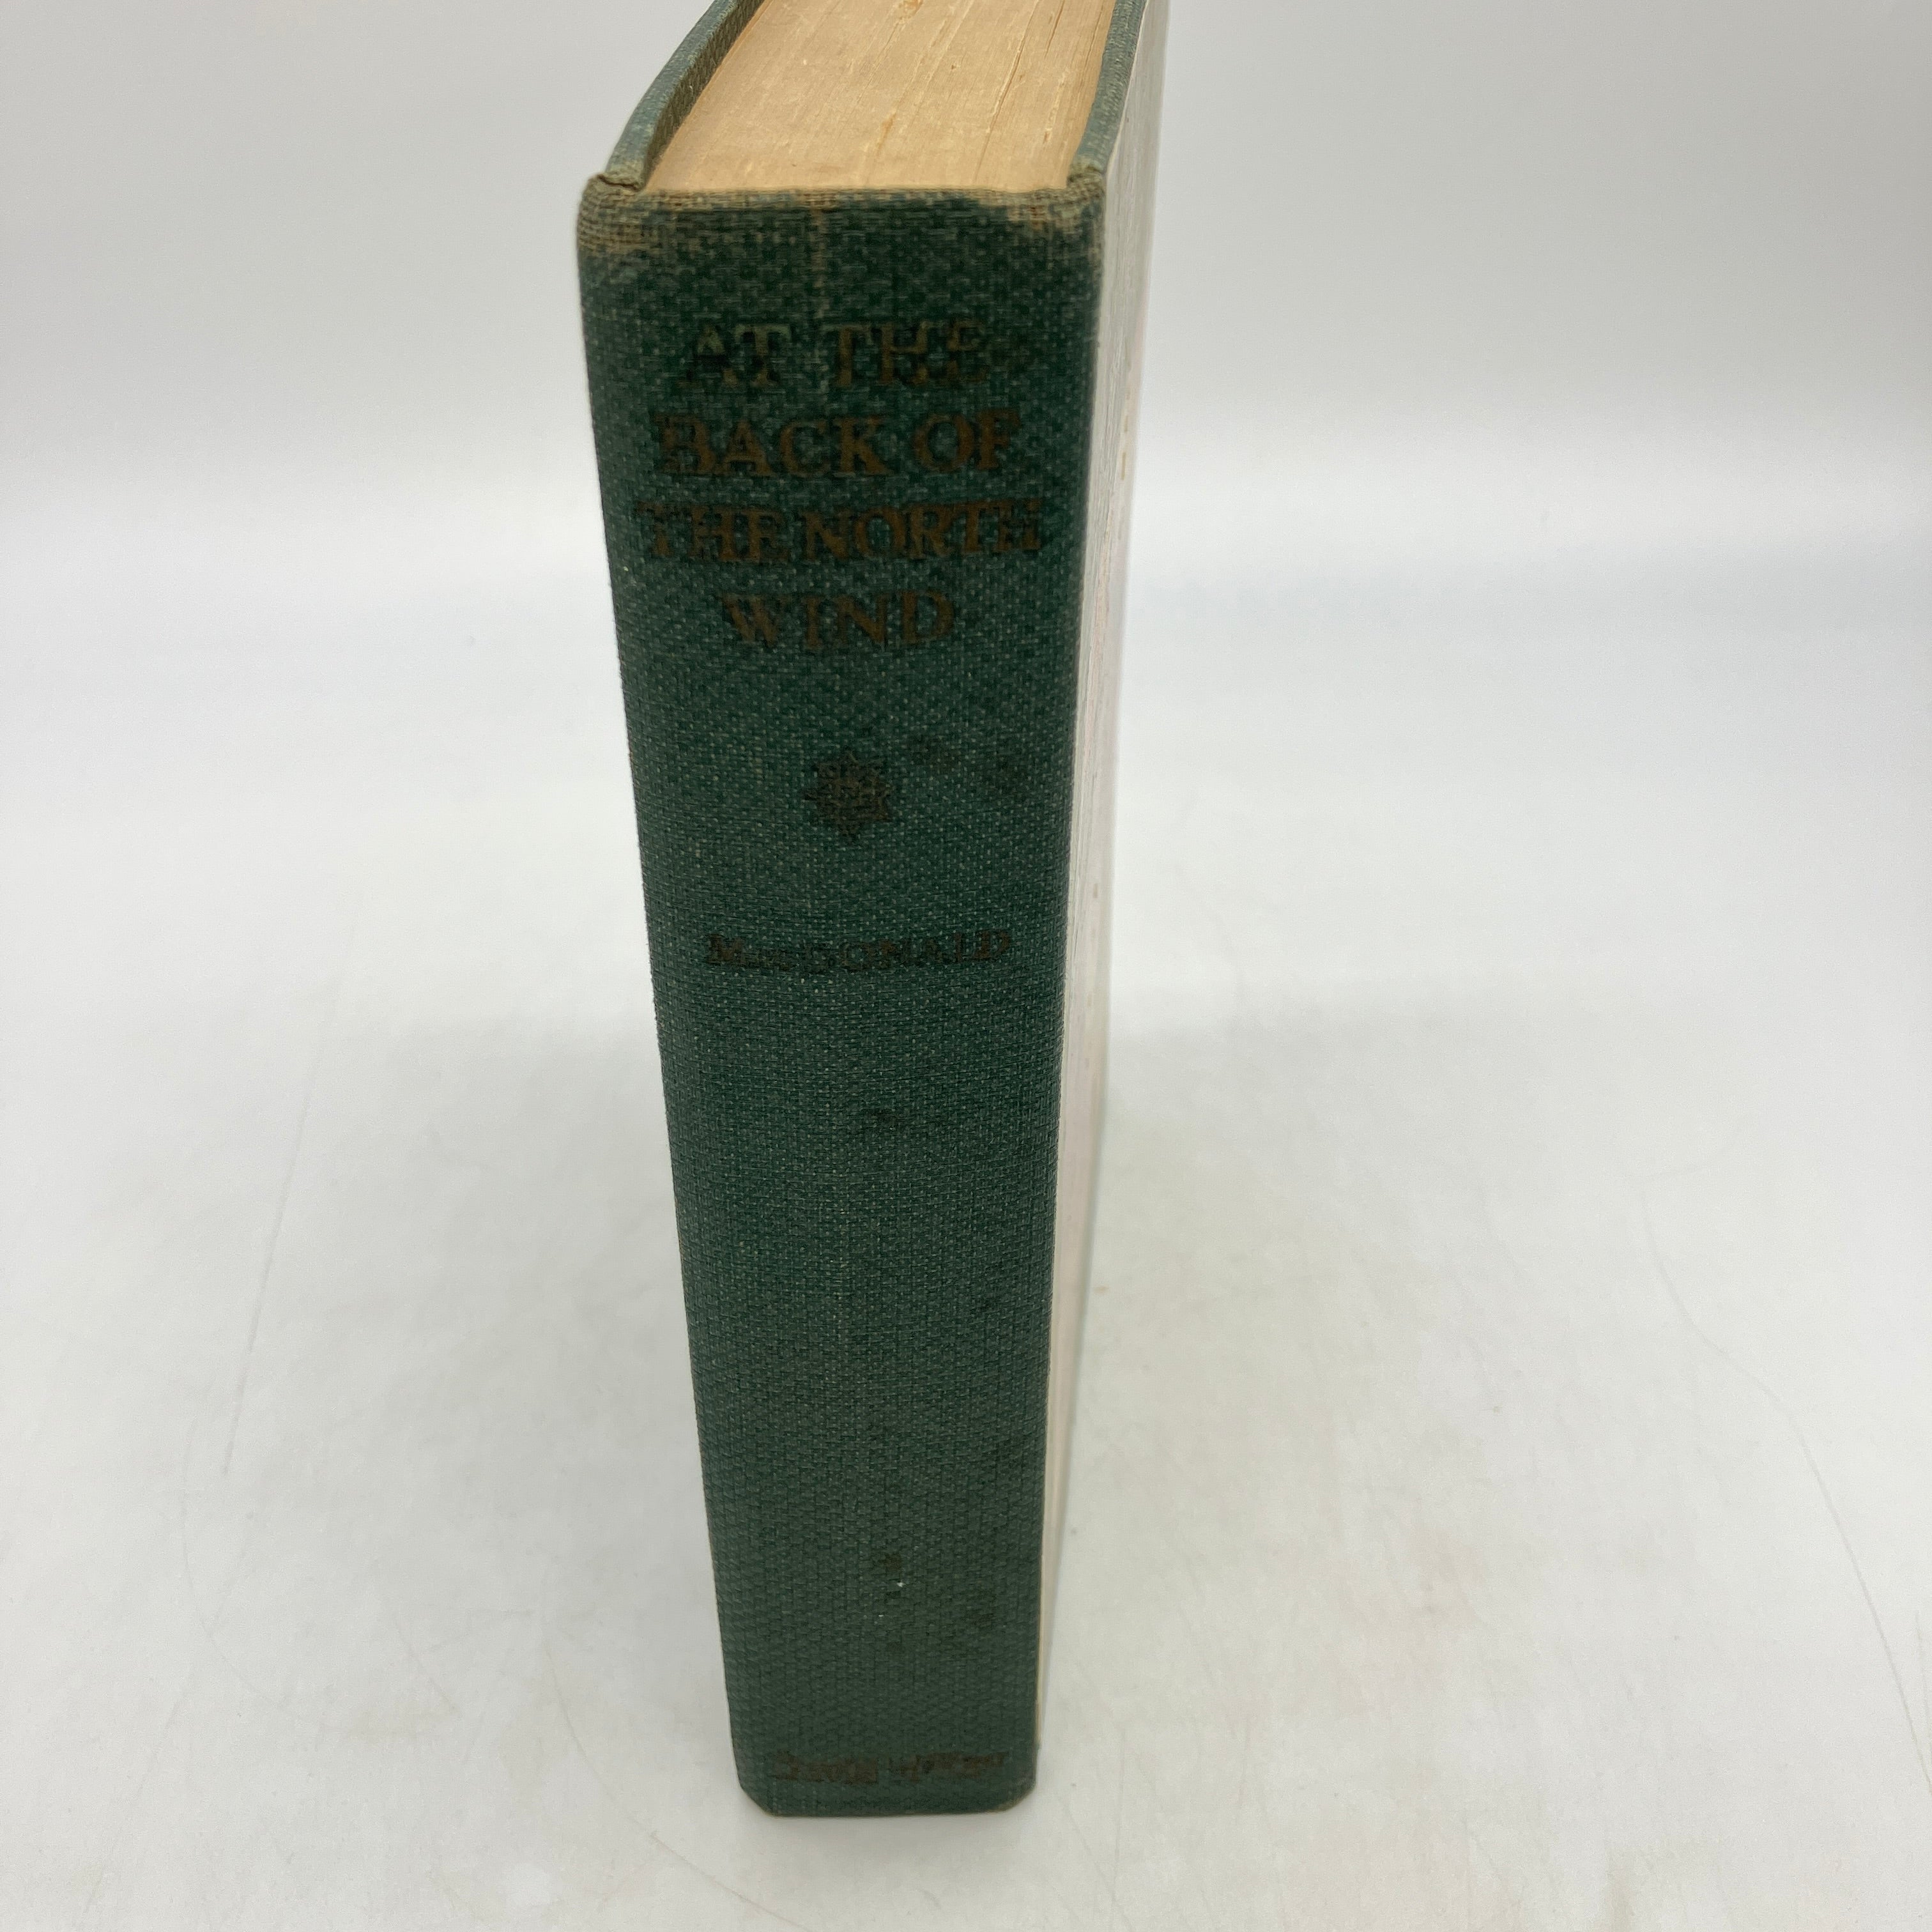 AT THE
BACK OF
THE NORTH
WIND
MACDONALD